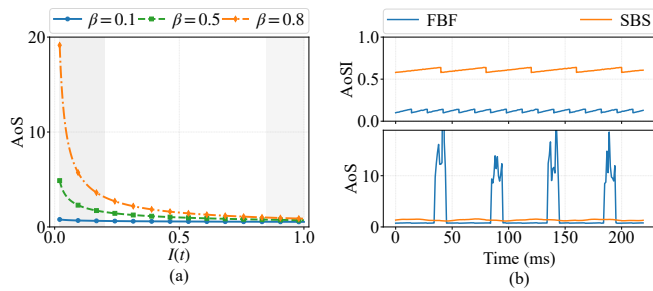 β = 0.1 β = 0.5 β = 0.8
20
10
0
AoS
0.0 0.5 1.0
I(t)
(a)
FBF SBS
1.0
0.5
0.0
AoSI
10
0
AoS
0 50 100 150 200
Time (ms)
(b)